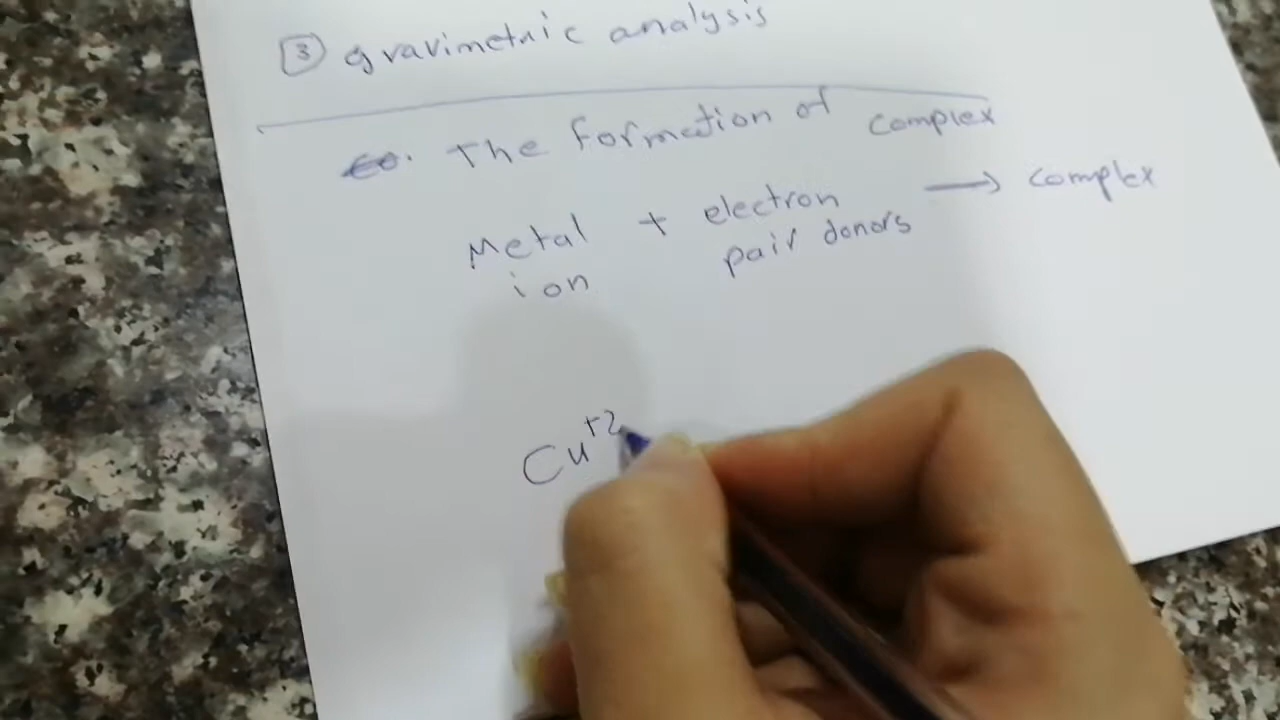 ③ gravimetric analysis
The Formation of complex
Metal + electron → complex
ion pair donors
Cu+2